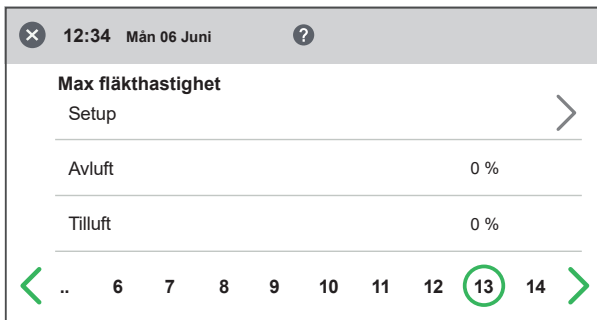 12:34 Mån 06 Juni ?
Max fläkthastighet
Setup
Avluft 0 %
Tilluft 0 %
.. 6 7 8 9 10 11 12 13 14